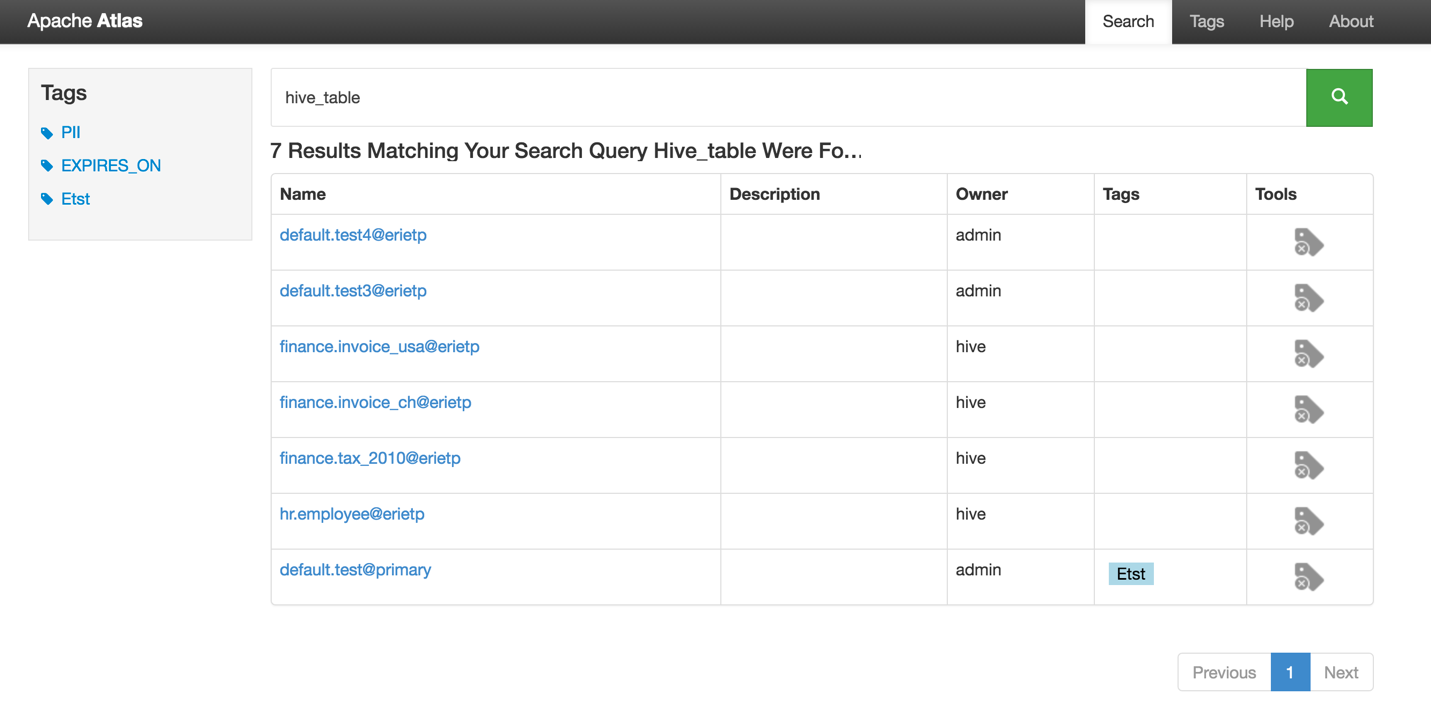 Apache Atlas
Search Tags Help About
Tags
PII
EXPIRES_ON
Etst
hive_table
7 Results Matching Your Search Query Hive_table Were Fo...
Name Description Owner Tags Tools
default.test4@erietp admin
default.test3@erietp admin
finance.invoice_usa@erietp hive
finance.invoice_ch@erietp hive
finance.tax_2010@erietp hive
hr.employee@erietp hive
default.test@primary admin Etst
Previous 1 Next